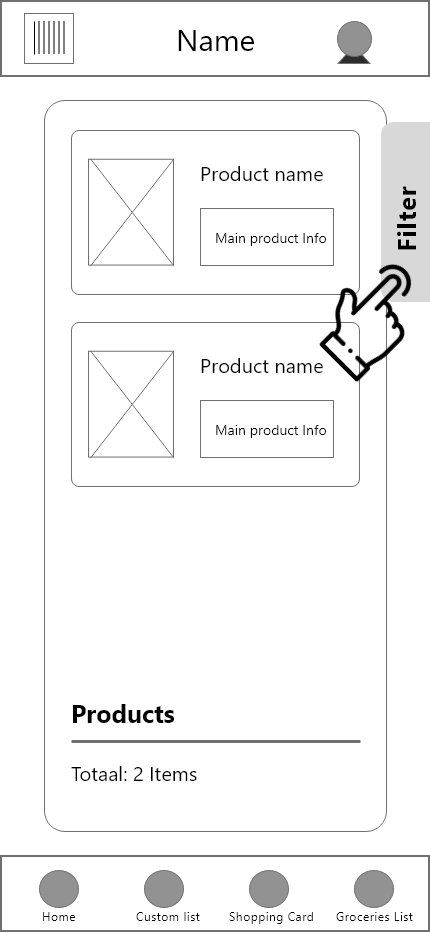 Name
Filter
Product name
Main product Info
Product name
Main product Info
Products
Totaal: 2 Items
Home
Custom list
Shopping Card
Groceries List